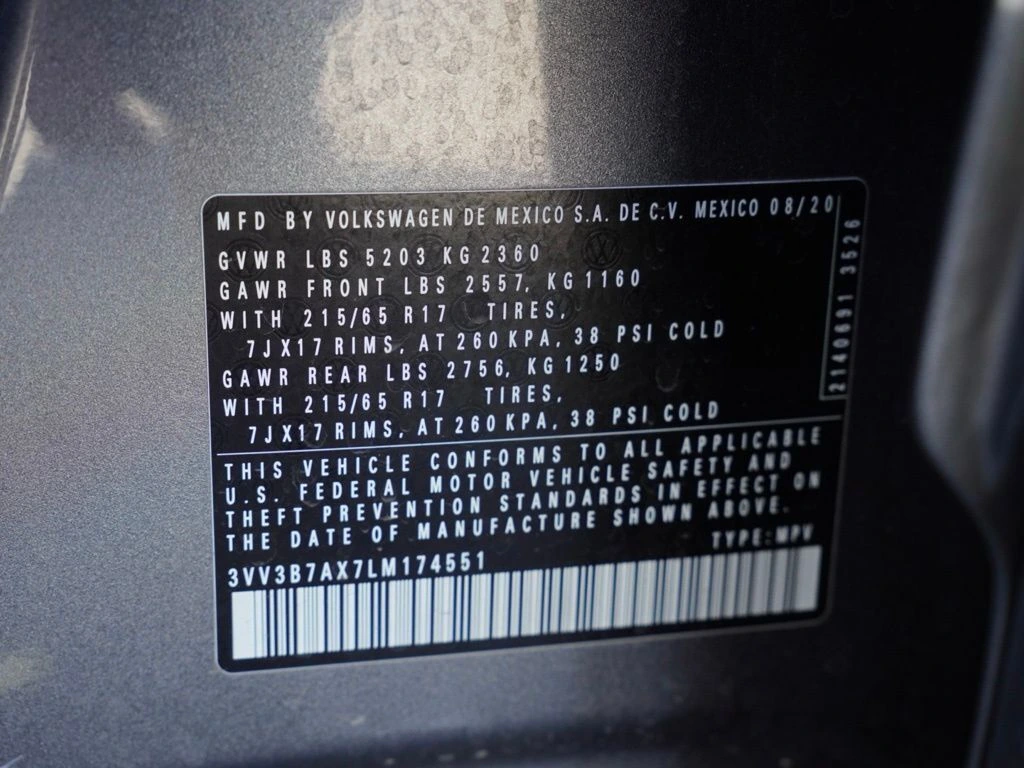 MFD BY VOLKSWAGEN DE MEXICO S.A. DE C.V. MEXICO 08/20
GVWR LBS 5203 KG 2360
GAWR FRONT LBS 2557, KG 1160
WITH 215/65 R17 TIRES,
7JX17 RIMS, AT 260 KPA, 38 PSI COLD
GAWR REAR LBS 2756, KG 1250
WITH 215/65 R17 TIRES,
7JX17 RIMS, AT 260 KPA, 38 PSI COLD
2140691 3526
THIS VEHICLE CONFORMS TO ALL APPLICABLE
U.S. FEDERAL MOTOR VEHICLE SAFETY AND
THEFT PREVENTION STANDARDS IN EFFECT ON
THE DATE OF MANUFACTURE SHOWN ABOVE.
TYPE: MPV
3VV3B7AX7LM174551